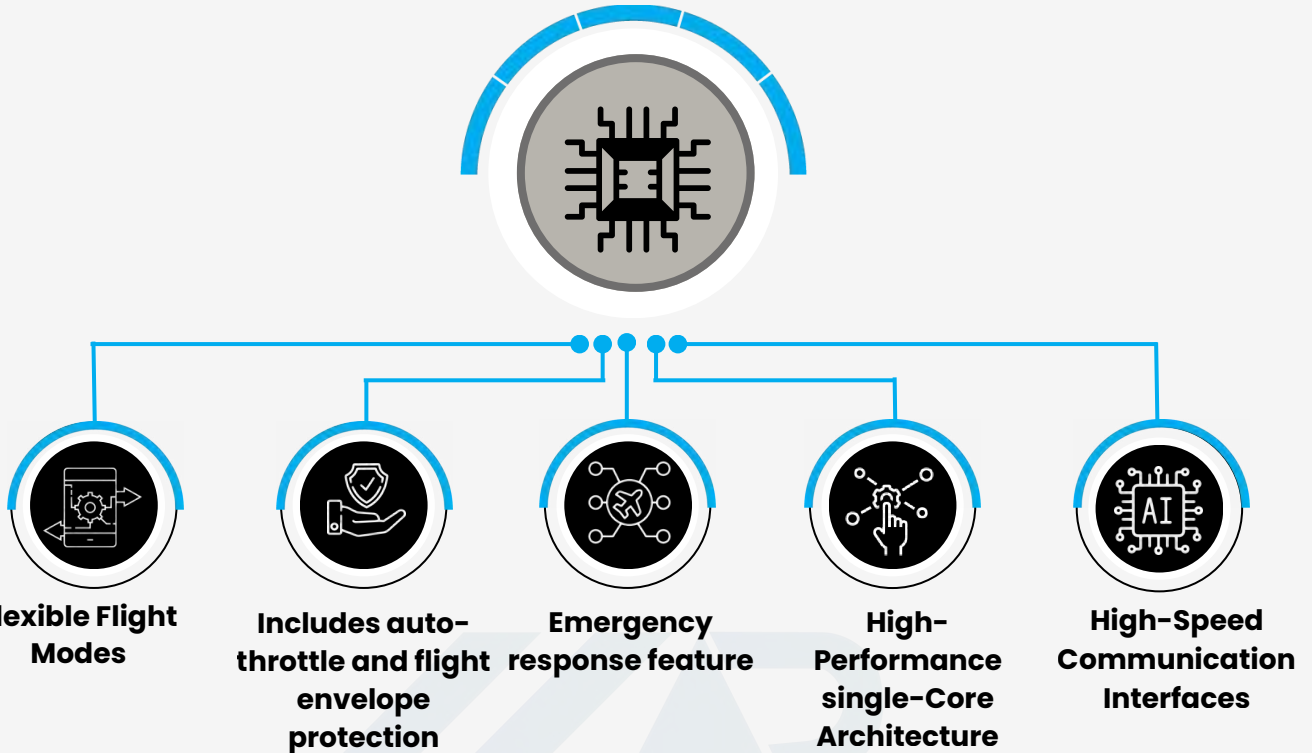 lexible Flight
Modes
Includes auto-
throttle and flight
envelope
protection
Emergency
response feature
High-
Performance
single-Core
Architecture
High-Speed
Communication
Interfaces
AI